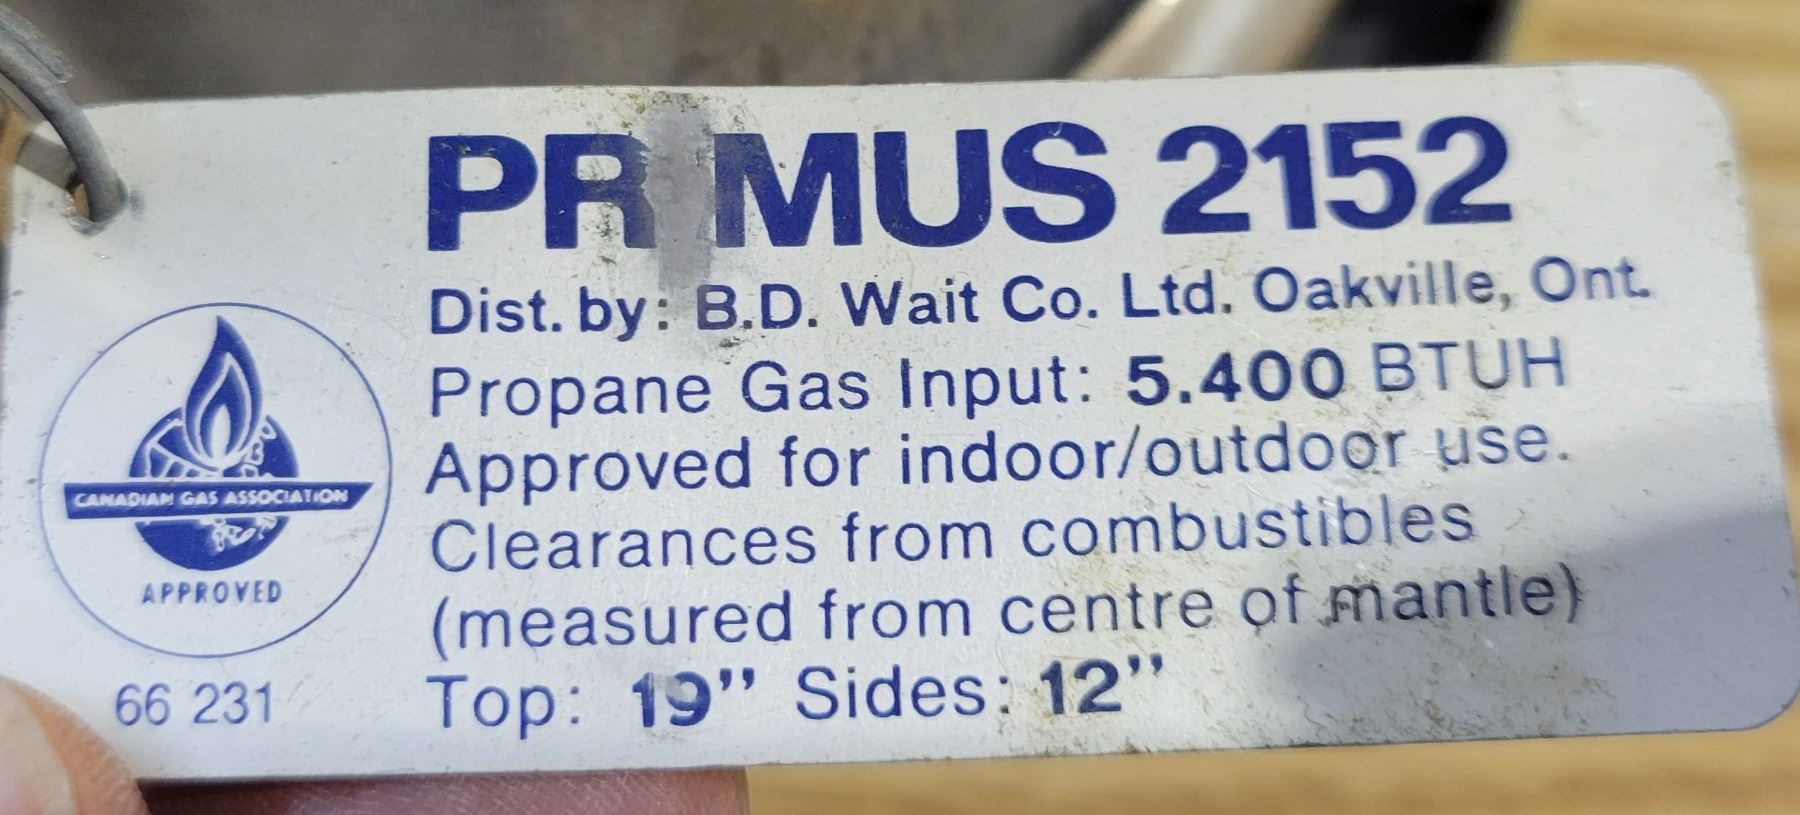 PR MUS 2152
Dist. by: B.D. Wait Co. Ltd. Oakville, Ont.
Propane Gas Input: 5.400 BTUH
Approved for indoor/outdoor use.
Clearances from combustibles
(measured from centre of mantle)
Top: 19” Sides: 12”
CANADIAN GAS ASSOCIATION
APPROVED
66 231